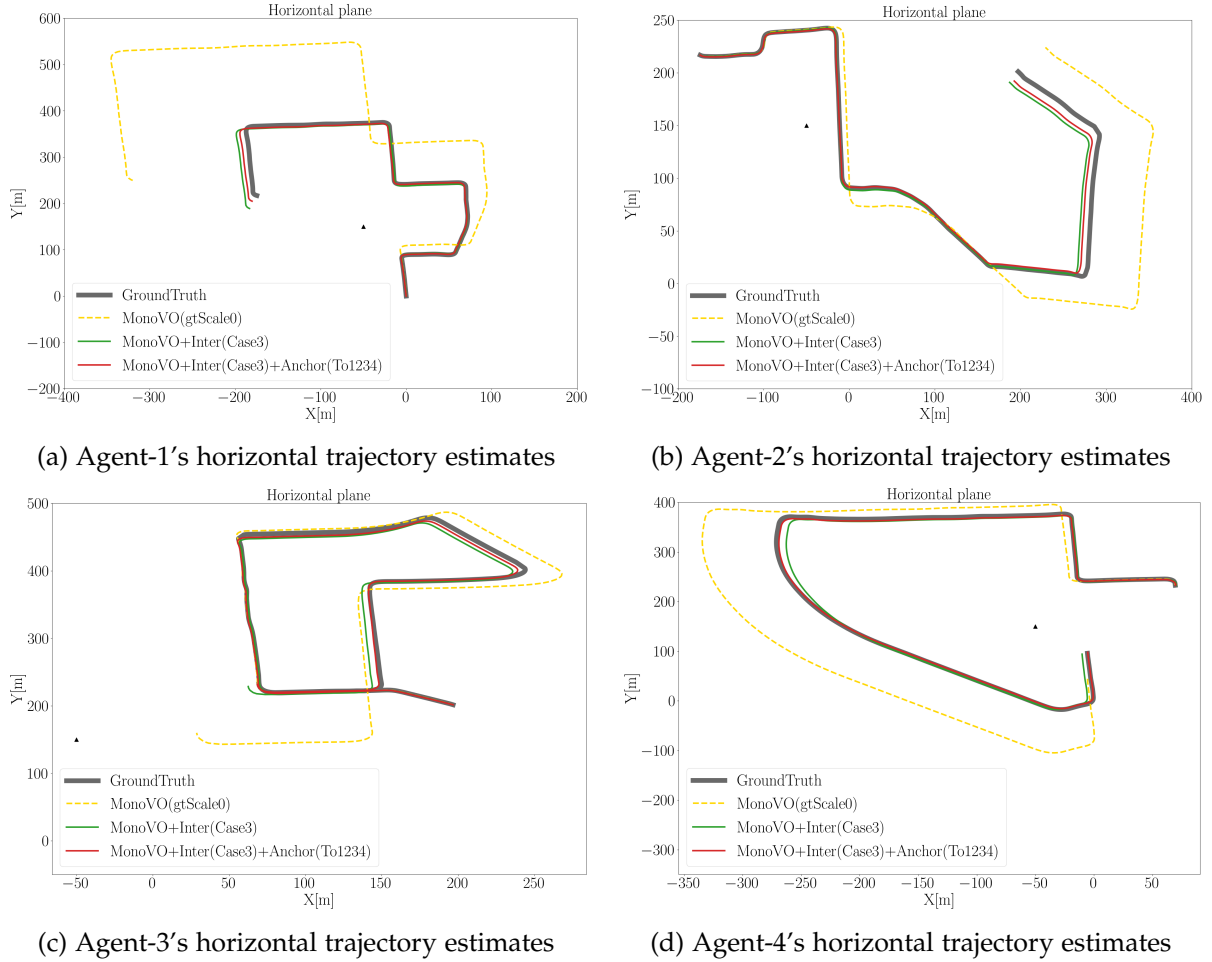 Horizontal plane
600
500
400
300
200
100
0
−100
−200
Y[m]
−400
−300
−200
−100
0
100
200
X[m]
GroundTruth
MonoVO(gtScale0)
MonoVO+Inter(Case3)
MonoVO+Inter(Case3)+Anchor(To1234)
(a) Agent-1's horizontal trajectory estimates
Horizontal plane
250
200
150
100
50
0
−50
−100
Y[m]
−200
−100
0
100
200
300
400
X[m]
GroundTruth
MonoVO(gtScale0)
MonoVO+Inter(Case3)
MonoVO+Inter(Case3)+Anchor(To1234)
(b) Agent-2's horizontal trajectory estimates
Horizontal plane
500
400
300
200
100
0
Y[m]
−50
0
50
100
150
200
250
X[m]
GroundTruth
MonoVO(gtScale0)
MonoVO+Inter(Case3)
MonoVO+Inter(Case3)+Anchor(To1234)
(c) Agent-3's horizontal trajectory estimates
Horizontal plane
400
300
200
100
0
−100
−200
−300
Y[m]
−350
−300
−250
−200
−150
−100
−50
0
50
X[m]
GroundTruth
MonoVO(gtScale0)
MonoVO+Inter(Case3)
MonoVO+Inter(Case3)+Anchor(To1234)
(d) Agent-4's horizontal trajectory estimates